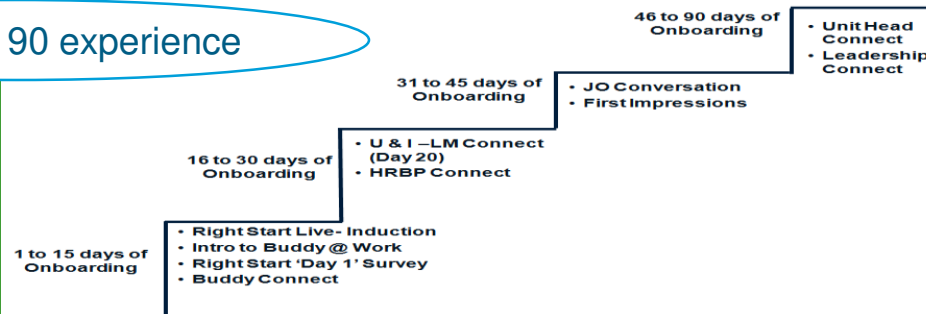 90 experience
46 to 90 days of
Onboarding
• Unit Head
Connect
• Leadership
Connect
31 to 45 days of
Onboarding
• JO Conversation
• First Impressions
16 to 30 days of
Onboarding
• U & I –LM Connect
(Day 20)
• HRBP Connect
1 to 15 days of
Onboarding
• Right Start Live- Induction
• Intro to Buddy @ Work
• Right Start ‘Day 1’ Survey
• Buddy Connect